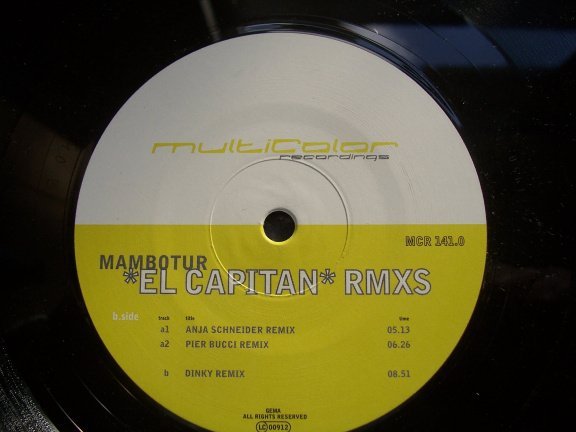 multicolor
recordings
MCR 141.0
MAMBOTUR
*EL CAPITAN* RMXS
b.side track title time
a1 ANJA SCHNEIDER REMIX 05.13
a2 PIER BUCCI REMIX 06.26
b DINKY REMIX 08.51
GEMA
ALL RIGHTS RESERVED
LC 00912